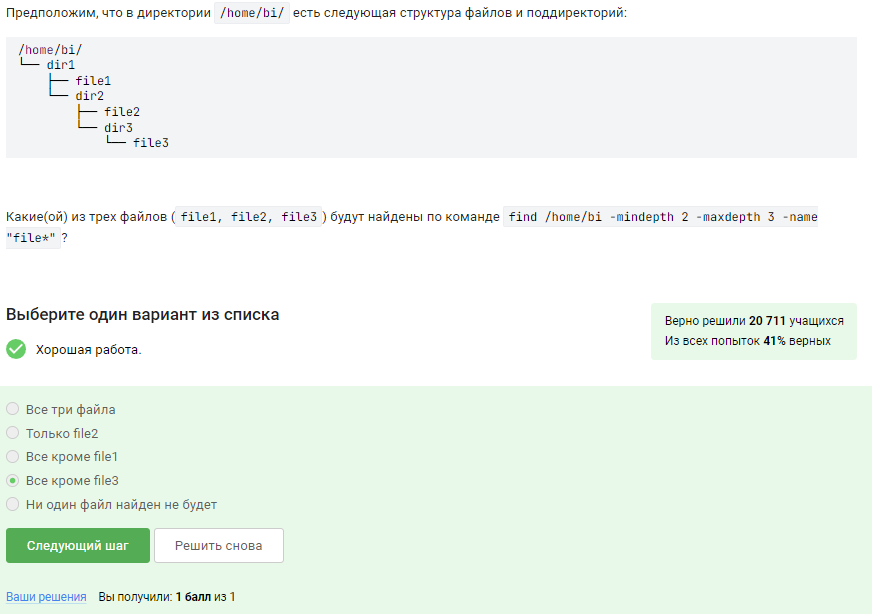 Предположим, что в директории /home/bi/ есть следующая структура файлов и поддиректорий:
/home/bi/
└── dir1
    ├── file1
    └── dir2
        ├── file2
        └── dir3
            └── file3
Какие(ой) из трех файлов ( file1, file2, file3 ) будут найдены по команде find /home/bi -mindepth 2 -maxdepth 3 -name
"file*" ?
Выберите один вариант из списка
Верно решили 20 711 учащихся
Из всех попыток 41% верных
Хорошая работа.
Все три файла
Только file2
Все кроме file1
Все кроме file3
Ни один файл найден не будет
Следующий шаг Решить снова
Ваши решения Вы получили: 1 балл из 1